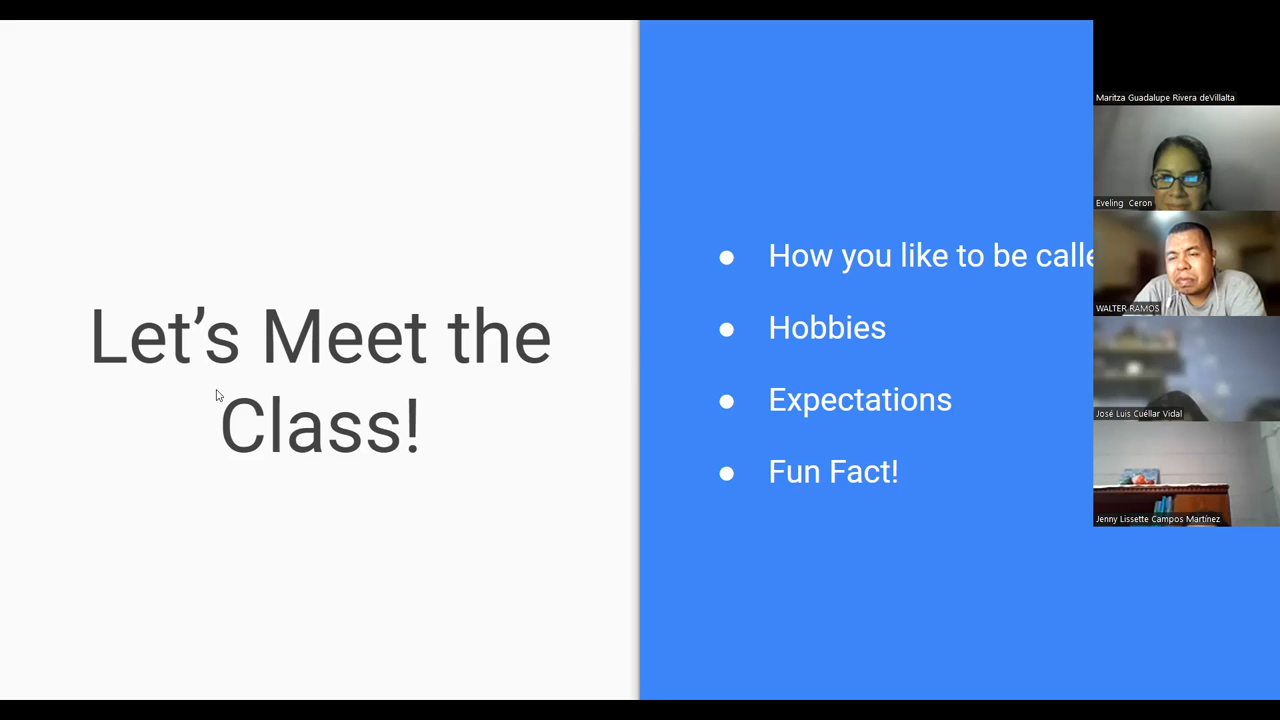 Let's Meet the
Class!
● How you like to be calle
● Hobbies
● Expectations
● Fun Fact!
Maritza Guadalupe Rivera deVillalta
Eveling Ceron
WALTER RAMOS
José Luis Cuéllar Vidal
Jenny Lissette Campos Martínez